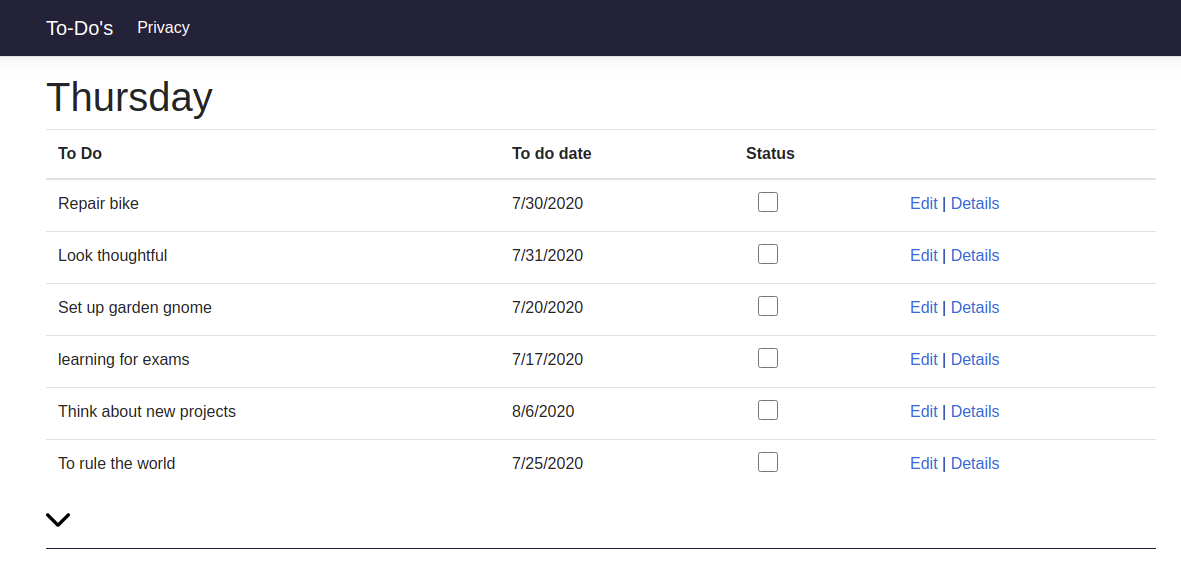 To-Do's Privacy
Thursday
To Do To do date Status
Repair bike 7/30/2020 Edit | Details
Look thoughtful 7/31/2020 Edit | Details
Set up garden gnome 7/20/2020 Edit | Details
learning for exams 7/17/2020 Edit | Details
Think about new projects 8/6/2020 Edit | Details
To rule the world 7/25/2020 Edit | Details